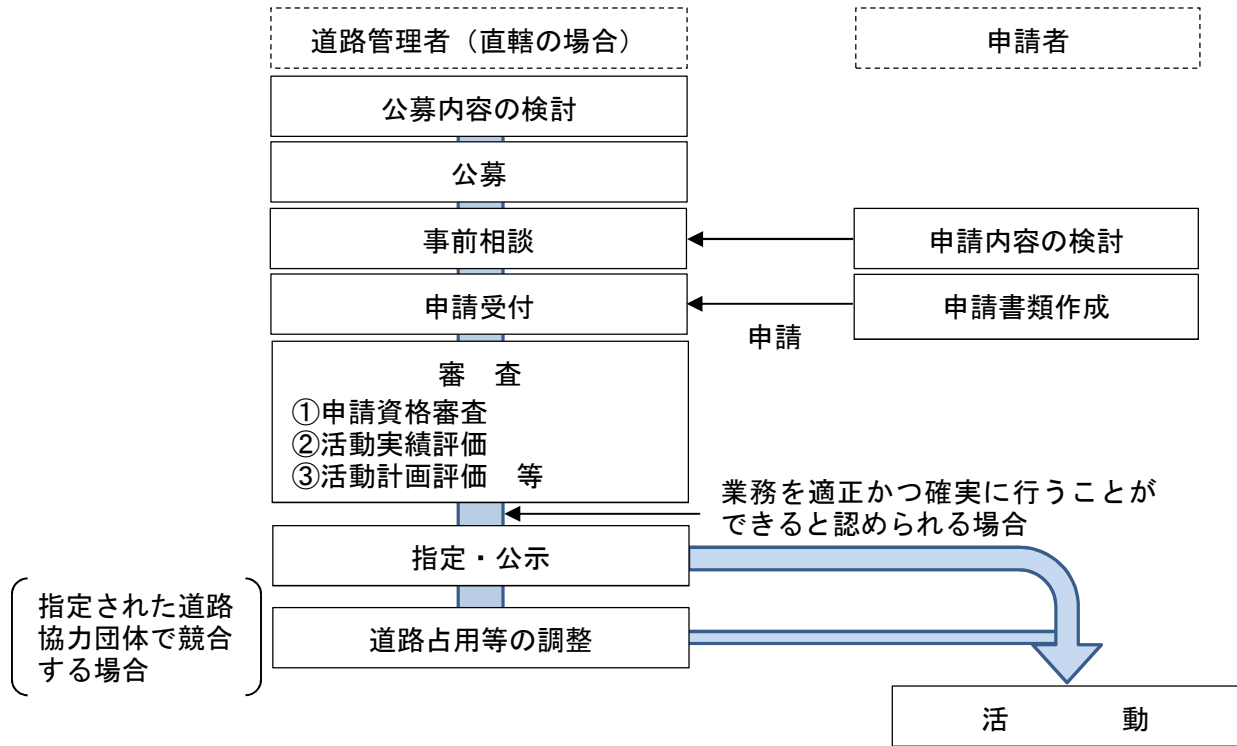 道路管理者（直轄の場合）
申請者
公募内容の検討
公募
事前相談
申請内容の検討
申請受付
申請書類作成
申請
審　査
①申請資格審査
②活動実績評価
③活動計画評価　等
業務を適正かつ確実に行うことが
できると認められる場合
指定・公示
指定された道路
協力団体で競合
する場合
道路占用等の調整
活　　　動